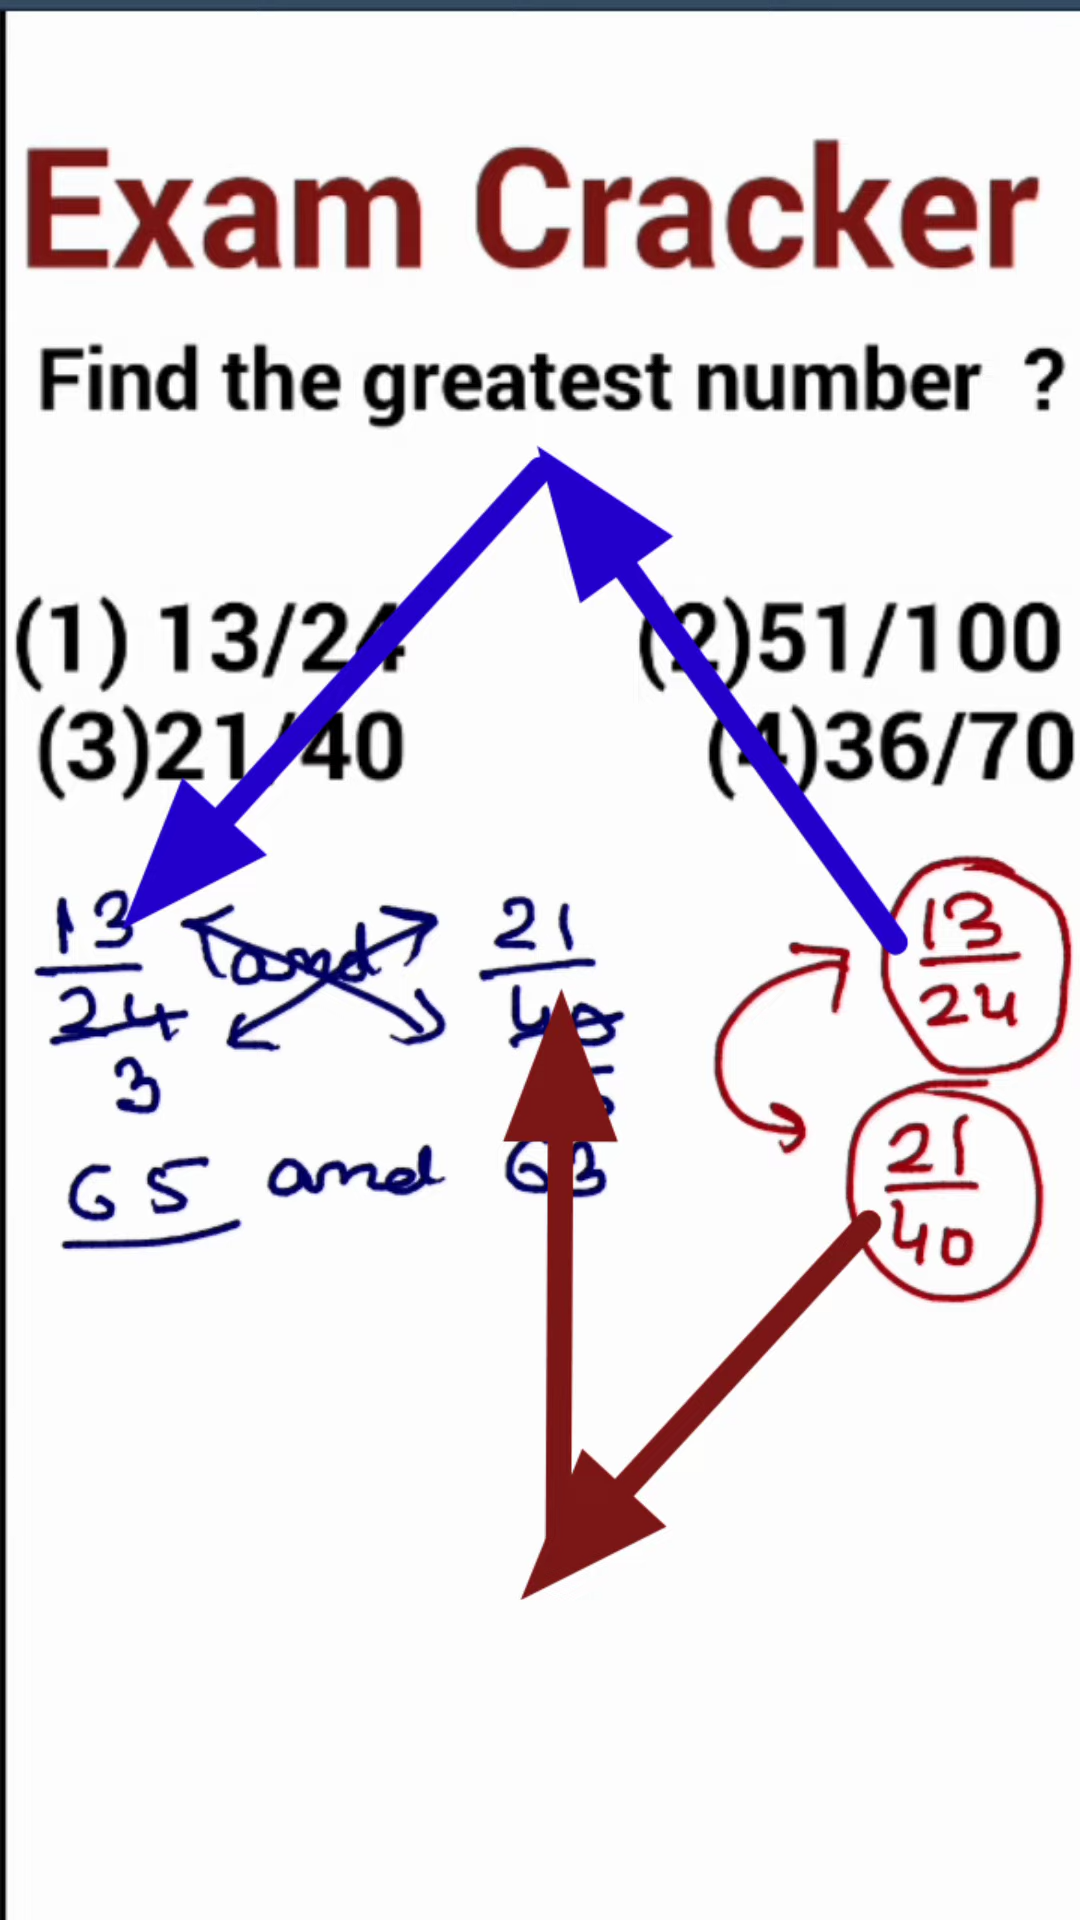 Exam Cracker
Find the greatest number ?
(1) 13/24 (2)51/100
(3)21/40 (4)36/70
13/24 and 21/40
3 5
65 and 63
13/24
21/40